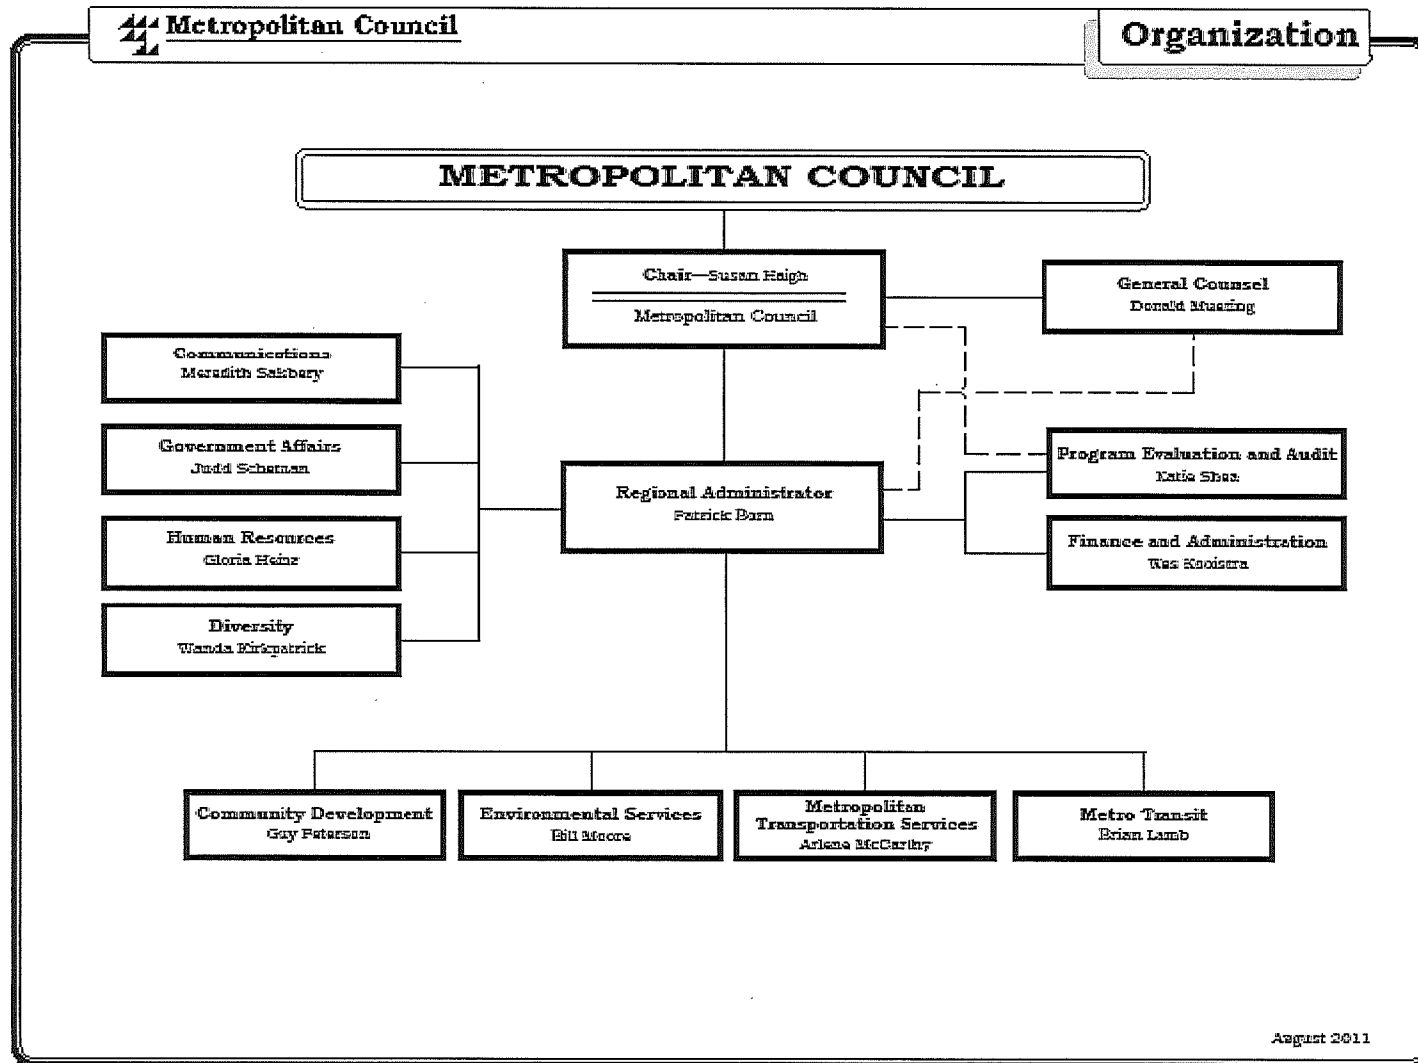 Metropolitan Council
Organization
METROPOLITAN COUNCIL
Chair—Susan Haigh
Metropolitan Council
General Counsel
Donald Mueting
Communications
Meredith Salsbery
Government Affairs
Judd Schetnan
Human Resources
Gloria Heinz
Diversity
Wanda Kirkpatrick
Regional Administrator
Patrick Born
Program Evaluation and Audit
Katie Shea
Finance and Administration
Wes Kooistra
Community Development
Guy Peterson
Environmental Services
Bill Moore
Metropolitan
Transportation Services
Arlene McCarthy
Metro Transit
Brian Lamb
August 2011